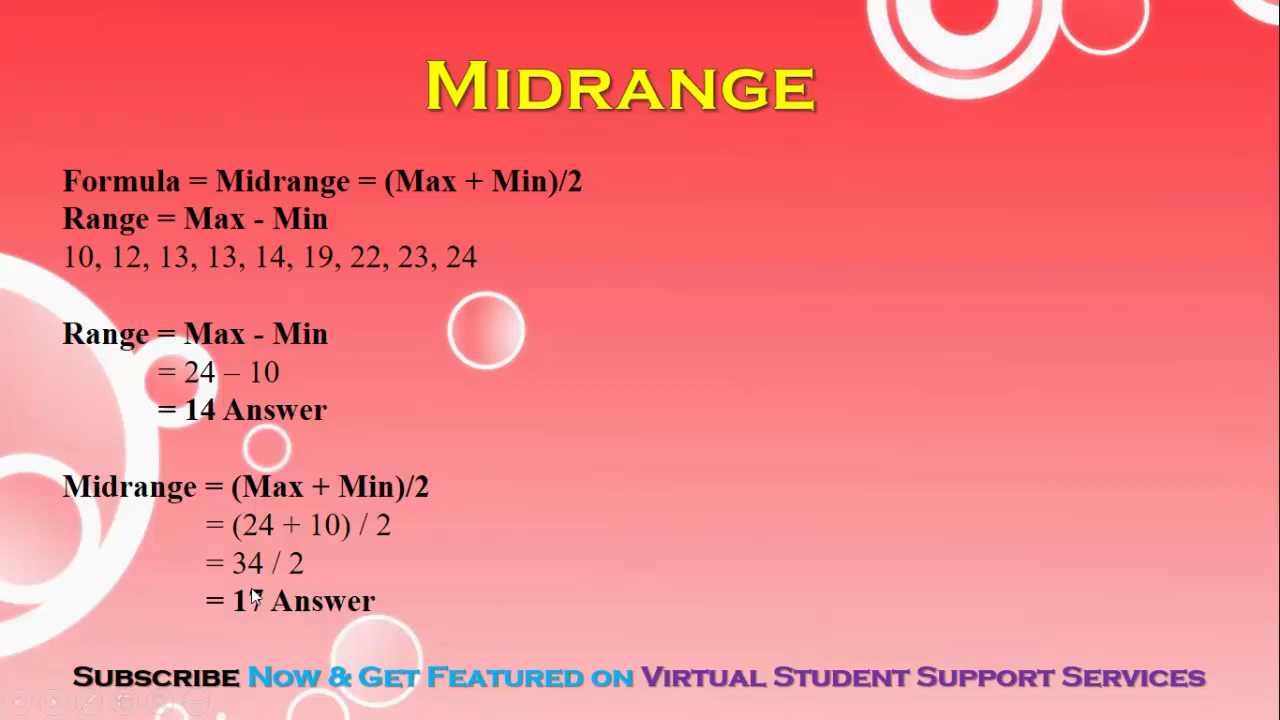 MIDRANGE
Formula = Midrange = (Max + Min)/2
Range = Max - Min
10, 12, 13, 13, 14, 19, 22, 23, 24
Range = Max - Min
= 24 – 10
= 14 Answer
Midrange = (Max + Min)/2
= (24 + 10) / 2
= 34 / 2
= 17 Answer
SUBSCRIBE NOW & GET FEATURED ON VIRTUAL STUDENT SUPPORT SERVICES